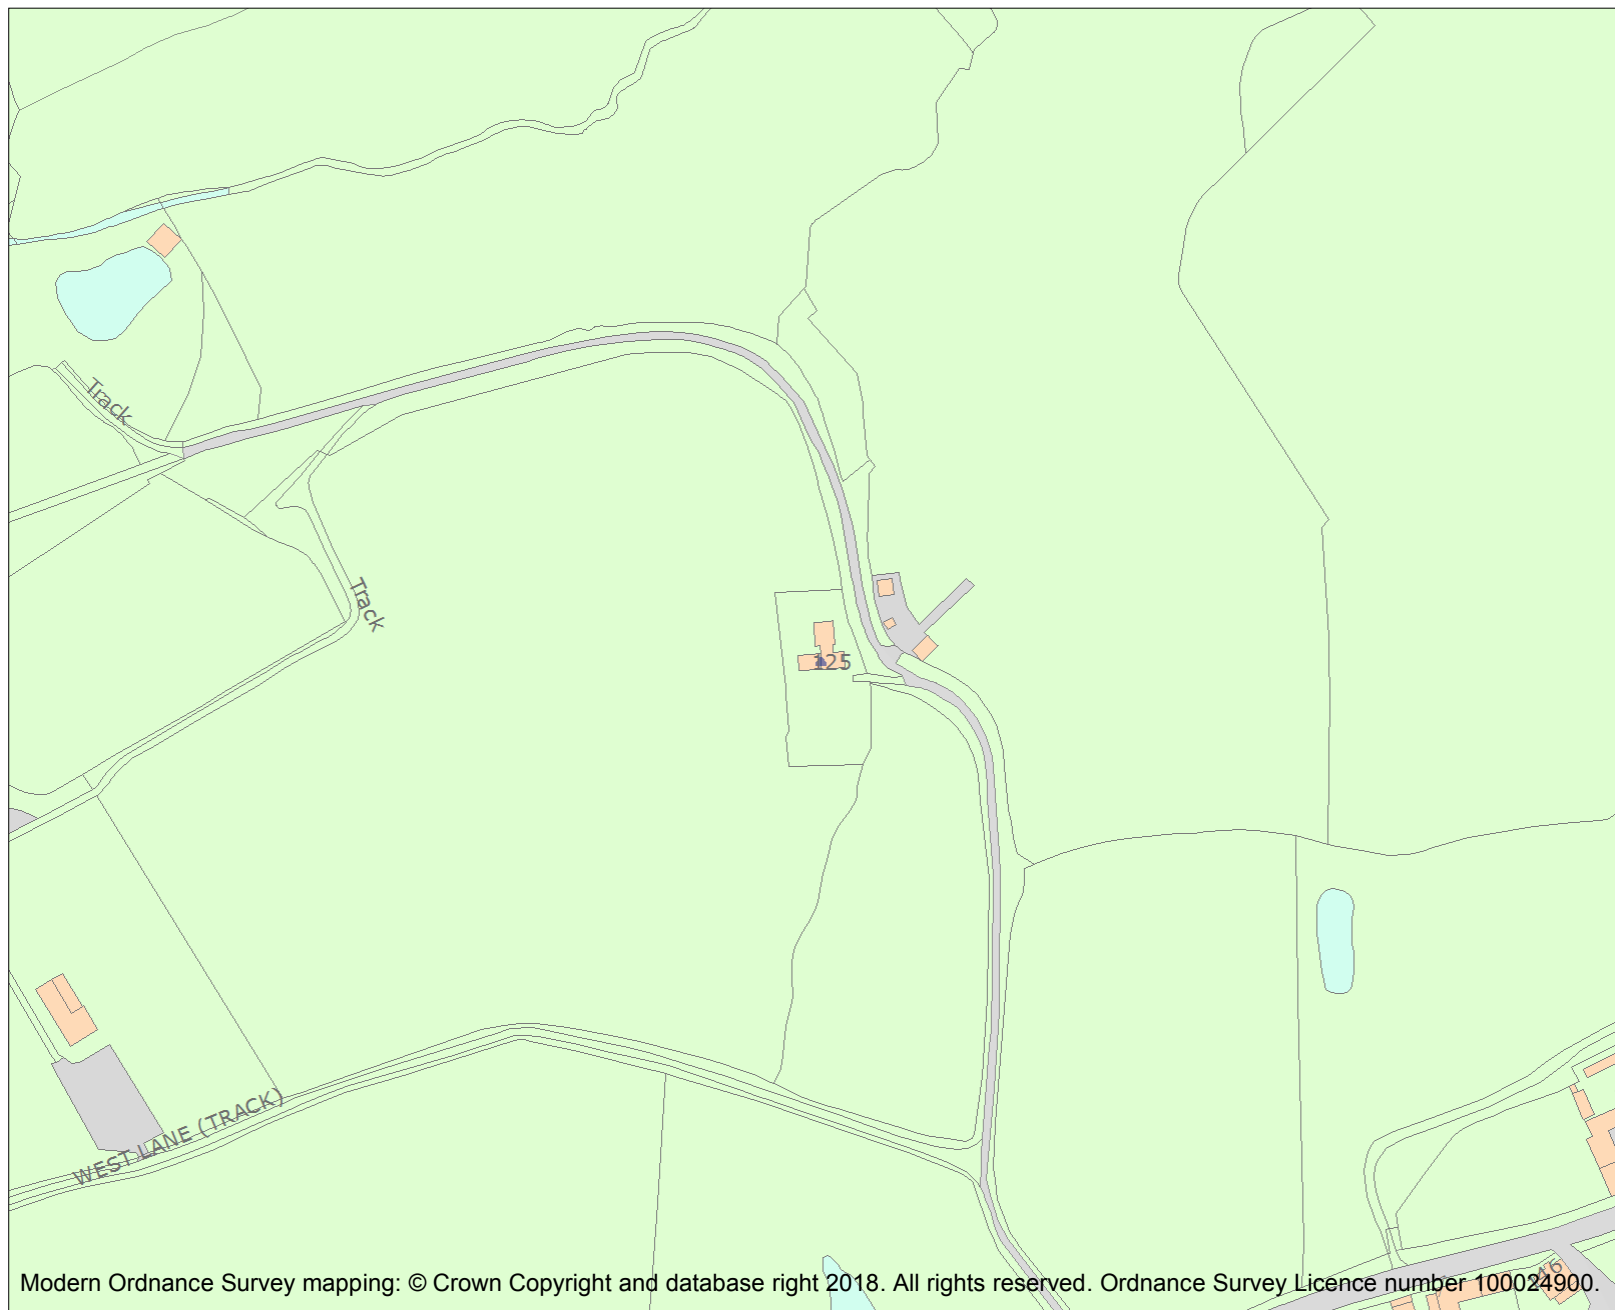 Track
Track
125
WEST LANE (TRACK)
46
Modern Ordnance Survey mapping: © Crown Copyright and database right 2018. All rights reserved. Ordnance Survey Licence number 100024900.